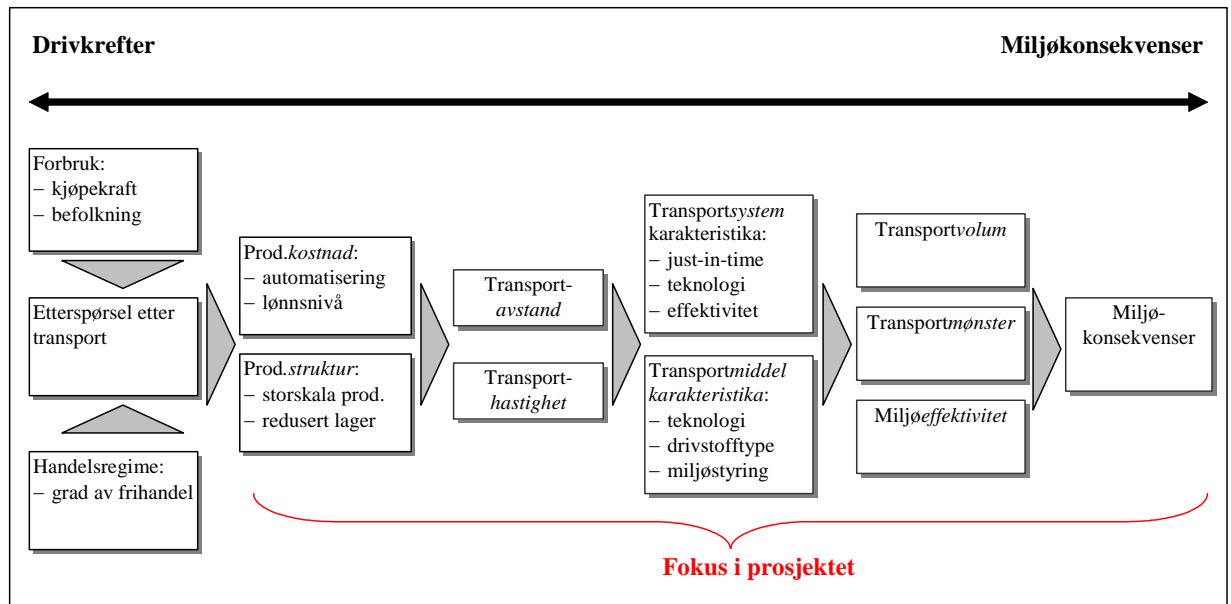 Drivkrefter
Miljøkonsekvenser
Forbruk:
– kjøpekraft
– befolkning
Etterspørsel etter
transport
Handelsregime:
– grad av frihandel
Prod.kostnad:
– automatisering
– lønnsnivå
Prod.struktur:
– storskala prod.
– redusert lager
Transport-
avstand
Transport-
hastighet
Transportsystem
karakteristika:
– just-in-time
– teknologi
– effektivitet
Transportmiddel
karakteristika:
– teknologi
– drivstofftype
– miljøstyring
Transportvolum
Transportmønster
Miljøeffektivitet
Miljø-
konsekvenser
Fokus i prosjektet